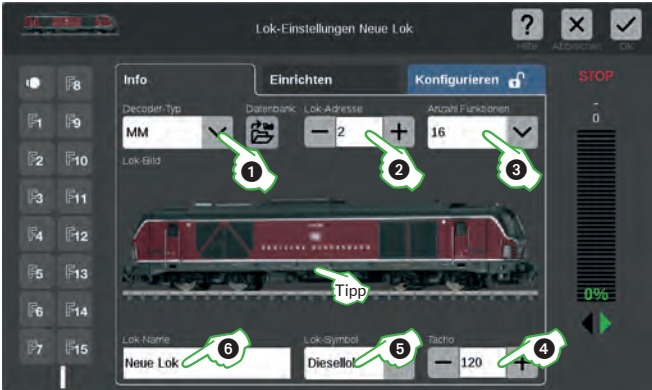 Lok-Einstellungen Neue Lok
?
Hilfe Abbrechen Ok
Info Einrichten Konfigurieren
STOP
Decoder-Typ Datenbank Lok-Adresse Anzahl Funktionen
MM 2 16
1 2 3
Lok-Bild
F8
F1 F9
F2 F10
F3 F11
F4 F12
F5 F13
F6 F14
F7 F15
DEUTSCHE BUNDESBAHN
Tipp
-
0
0%
Lok-Name Lok-Symbol Tacho
Neue Lok Diesellok 120
6 5 4